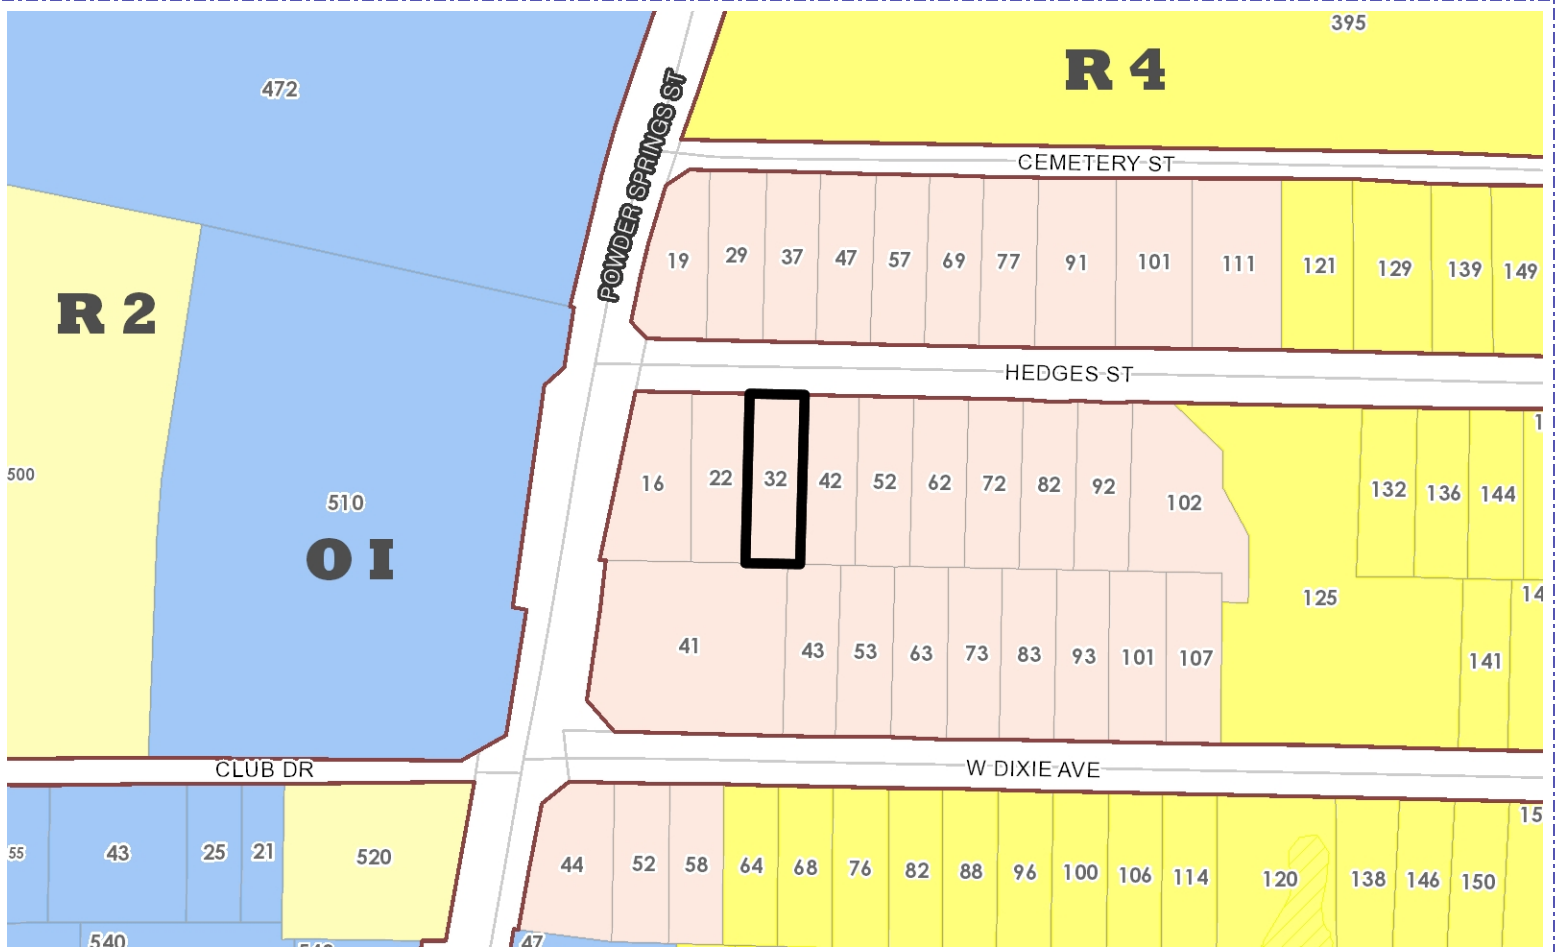 395
R 4
472
POWDER SPRINGS ST
CEMETERY ST
19 29 37 47 57 69 77 91 101 111 121 129 139 149
R 2
HEDGES ST
500
510
O I
16 22 32 42 52 62 72 82 92 102 132 136 144
125
41 43 53 63 73 83 93 101 107 141
CLUB DR
W DIXIE AVE
55 43 25 21 520 44 52 58 64 68 76 82 88 96 100 106 114 120 138 146 150
540
47